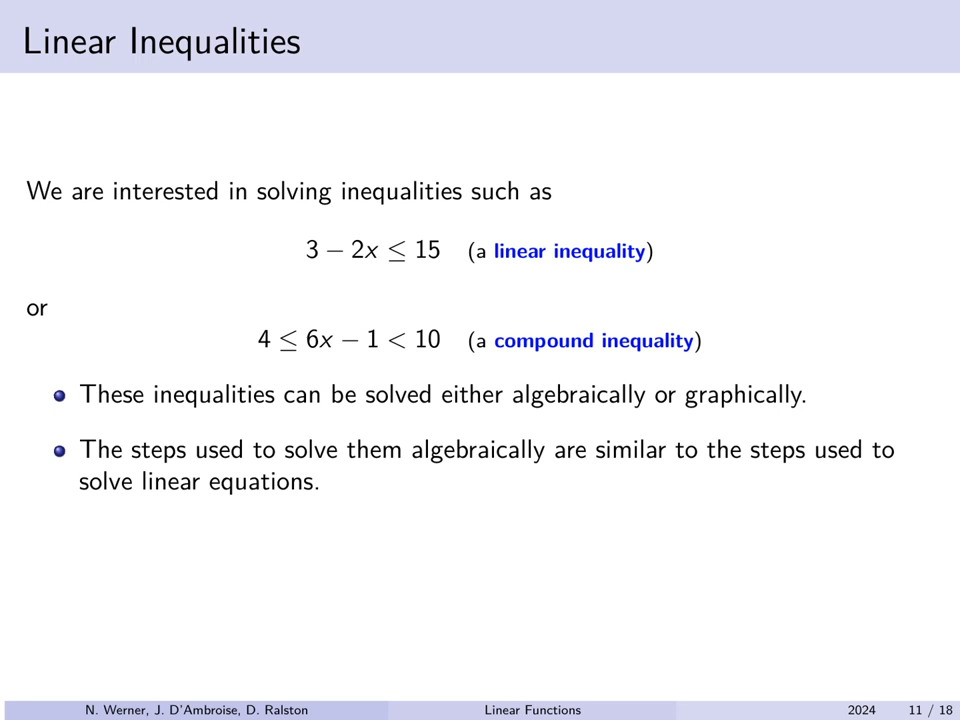 Linear Inequalities
We are interested in solving inequalities such as
3 − 2x ≤ 15 (a linear inequality)
or
4 ≤ 6x − 1 < 10 (a compound inequality)
These inequalities can be solved either algebraically or graphically.
The steps used to solve them algebraically are similar to the steps used to
solve linear equations.
N. Werner, J. D'Ambroise, D. Ralston Linear Functions 2024 11 / 18